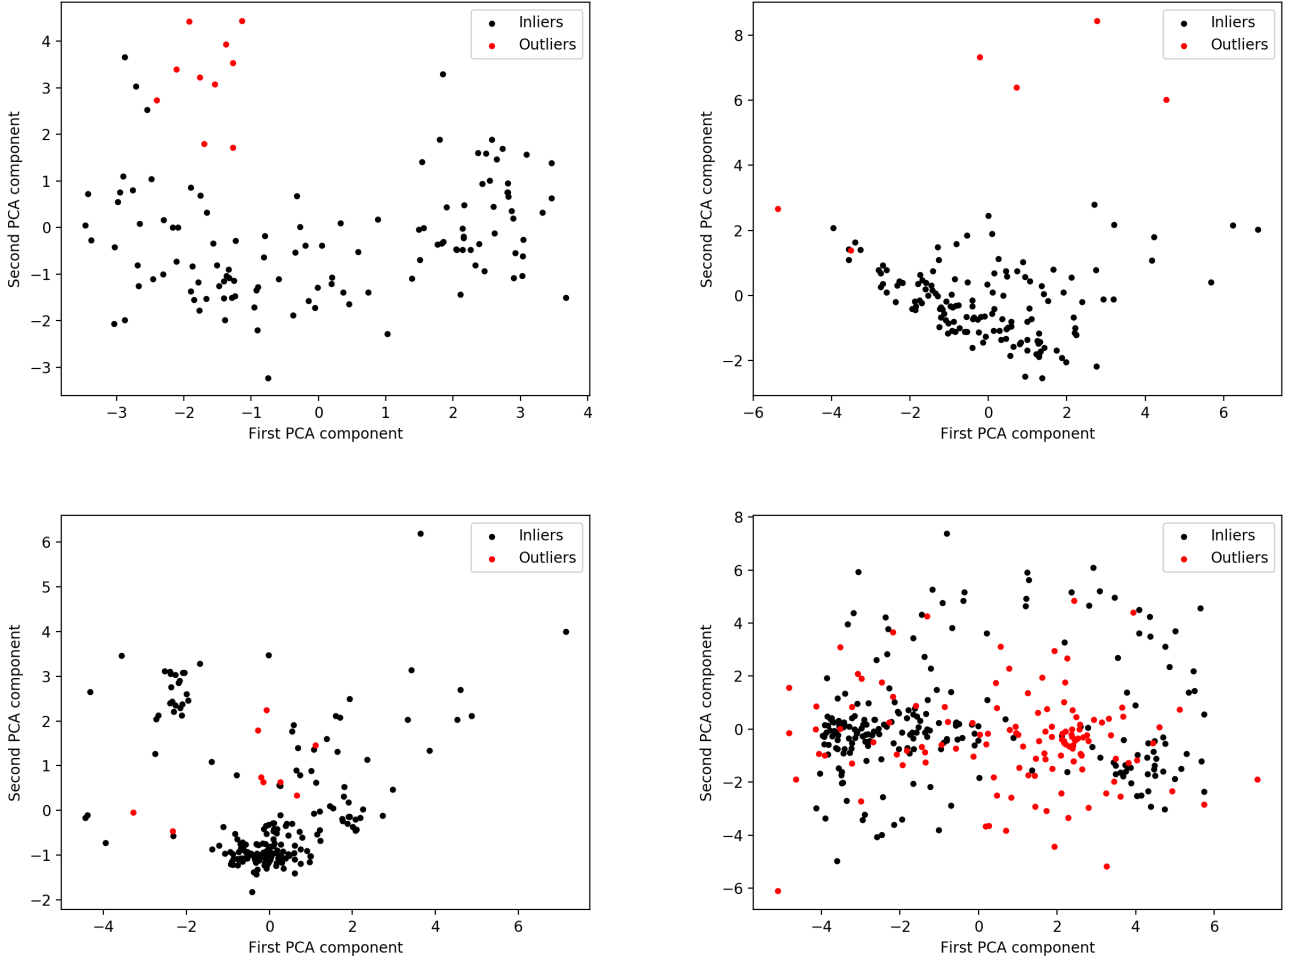 Inliers
Outliers
4
3
2
1
0
−1
−2
−3
Second PCA component
−3 −2 −1 0 1 2 3 4
First PCA component
Inliers
Outliers
8
6
4
2
0
−2
Second PCA component
−6 −4 −2 0 2 4 6
First PCA component
Inliers
Outliers
6
5
4
3
2
1
0
−1
−2
Second PCA component
−4 −2 0 2 4 6
First PCA component
Inliers
Outliers
8
6
4
2
0
−2
−4
−6
Second PCA component
−4 −2 0 2 4 6
First PCA component